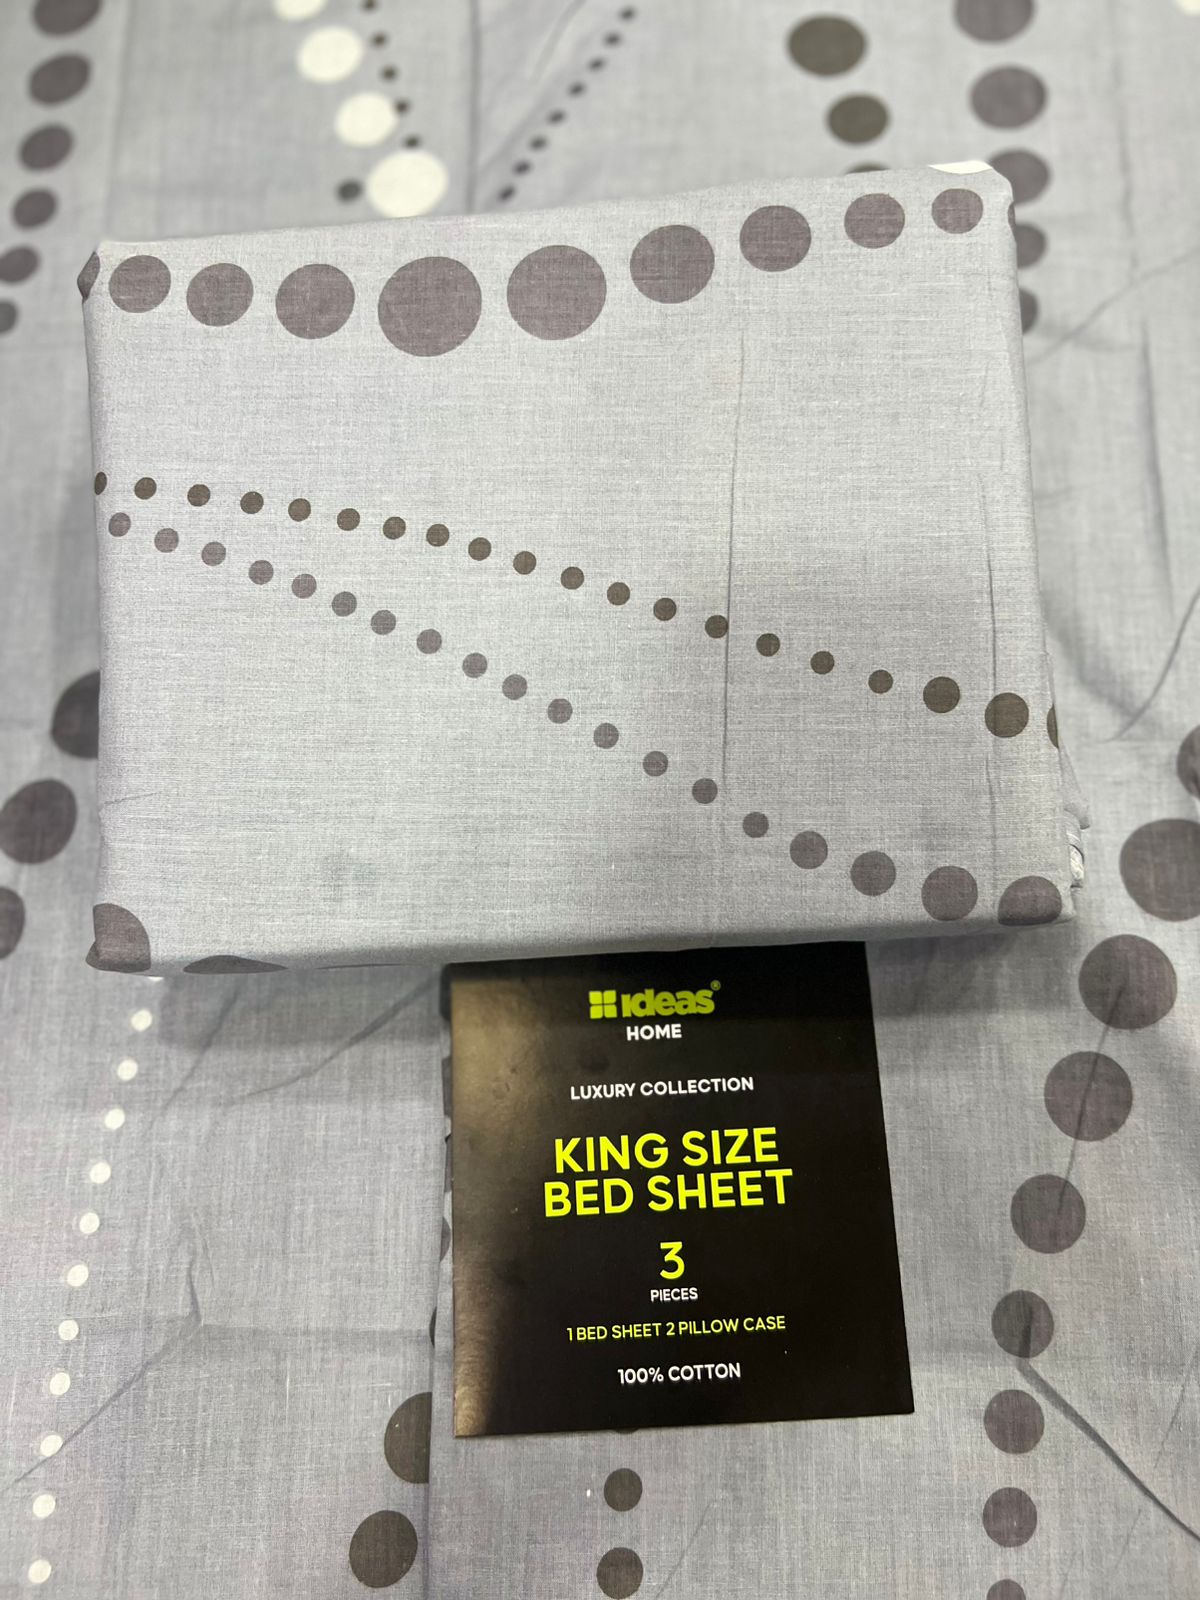 ideas®
HOME
LUXURY COLLECTION
KING SIZE
BED SHEET
3
PIECES
1 BED SHEET 2 PILLOW CASE
100% COTTON